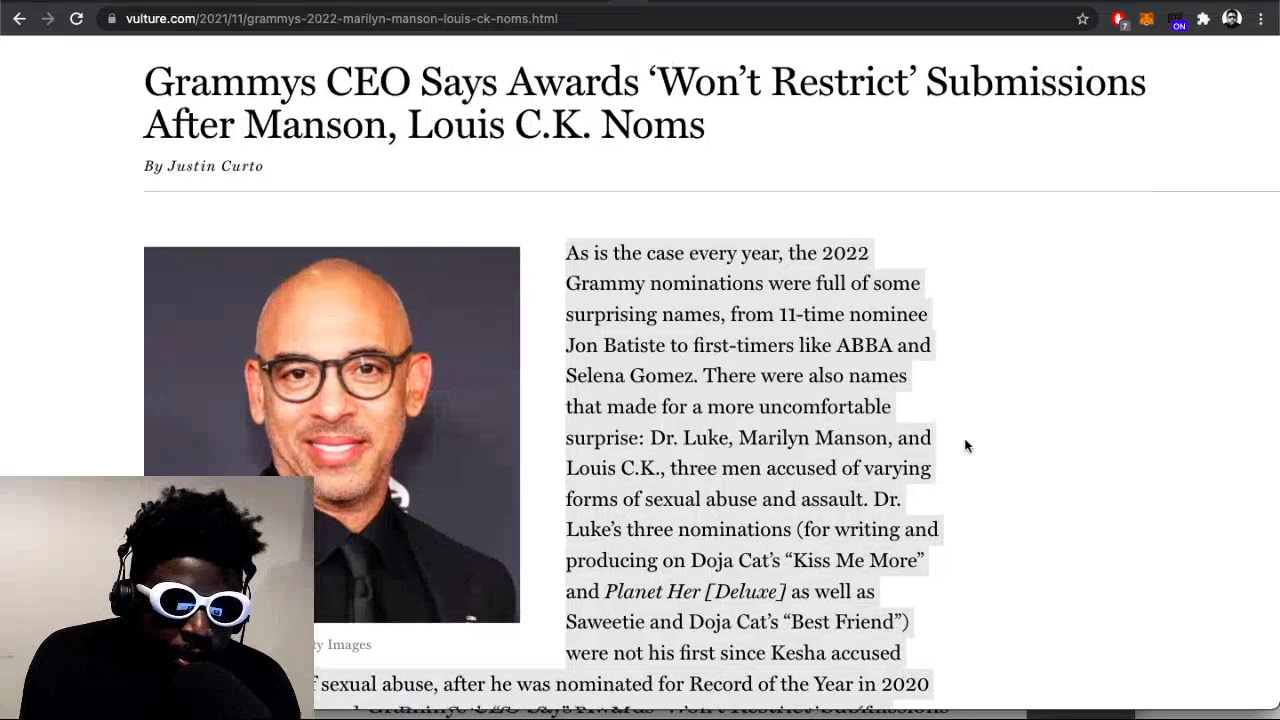 vulture.com/2021/11/grammys-2022-marilyn-manson-louis-ck-noms.html
7
ON
Grammys CEO Says Awards ‘Won’t Restrict’ Submissions
After Manson, Louis C.K. Noms
By Justin Curto
As is the case every year, the 2022
Grammy nominations were full of some
surprising names, from 11-time nominee
Jon Batiste to first-timers like ABBA and
Selena Gomez. There were also names
that made for a more uncomfortable
surprise: Dr. Luke, Marilyn Manson, and
Louis C.K., three men accused of varying
forms of sexual abuse and assault. Dr.
Luke’s three nominations (for writing and
producing on Doja Cat’s “Kiss Me More”
and Planet Her [Deluxe] as well as
Saweetie and Doja Cat’s “Best Friend”)
were not his first since Kesha accused
ty Images
f sexual abuse, after he was nominated for Record of the Year in 2020